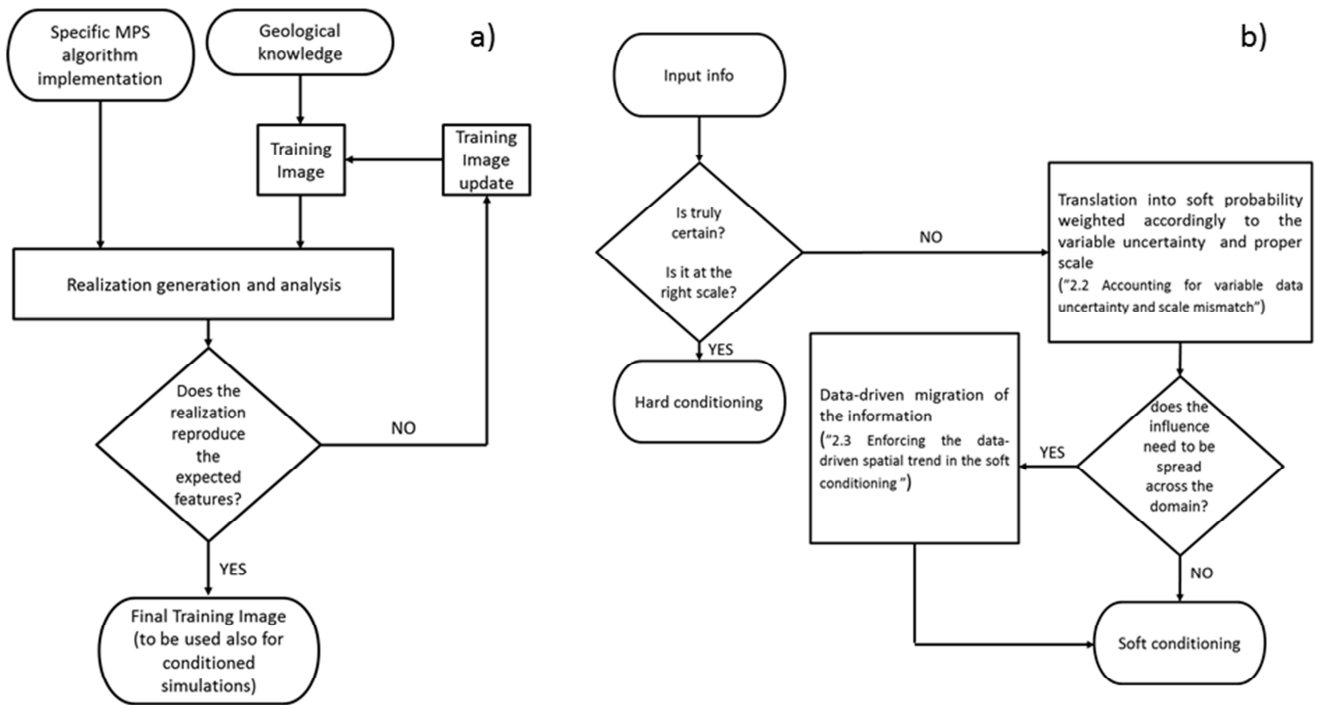 a)
Specific MPS
algorithm
implementation
Geological
knowledge
Training
Image
Training
Image
update
Realization generation and analysis
Does the
realization
reproduce
the
expected
features?
NO
YES
Final Training Image
(to be used also for
conditioned
simulations)
b)
Input info
Is truly
certain?
Is it at the
right scale?
NO
YES
Hard conditioning
Translation into soft probability
weighted accordingly to the
variable uncertainty and proper
scale
("2.2 Accounting for variable data
uncertainty and scale mismatch")
does the
influence
need to be
spread
across the
domain?
YES
Data-driven migration of
the information
("2.3 Enforcing the data-
driven spatial trend in the soft
conditioning")
NO
Soft conditioning